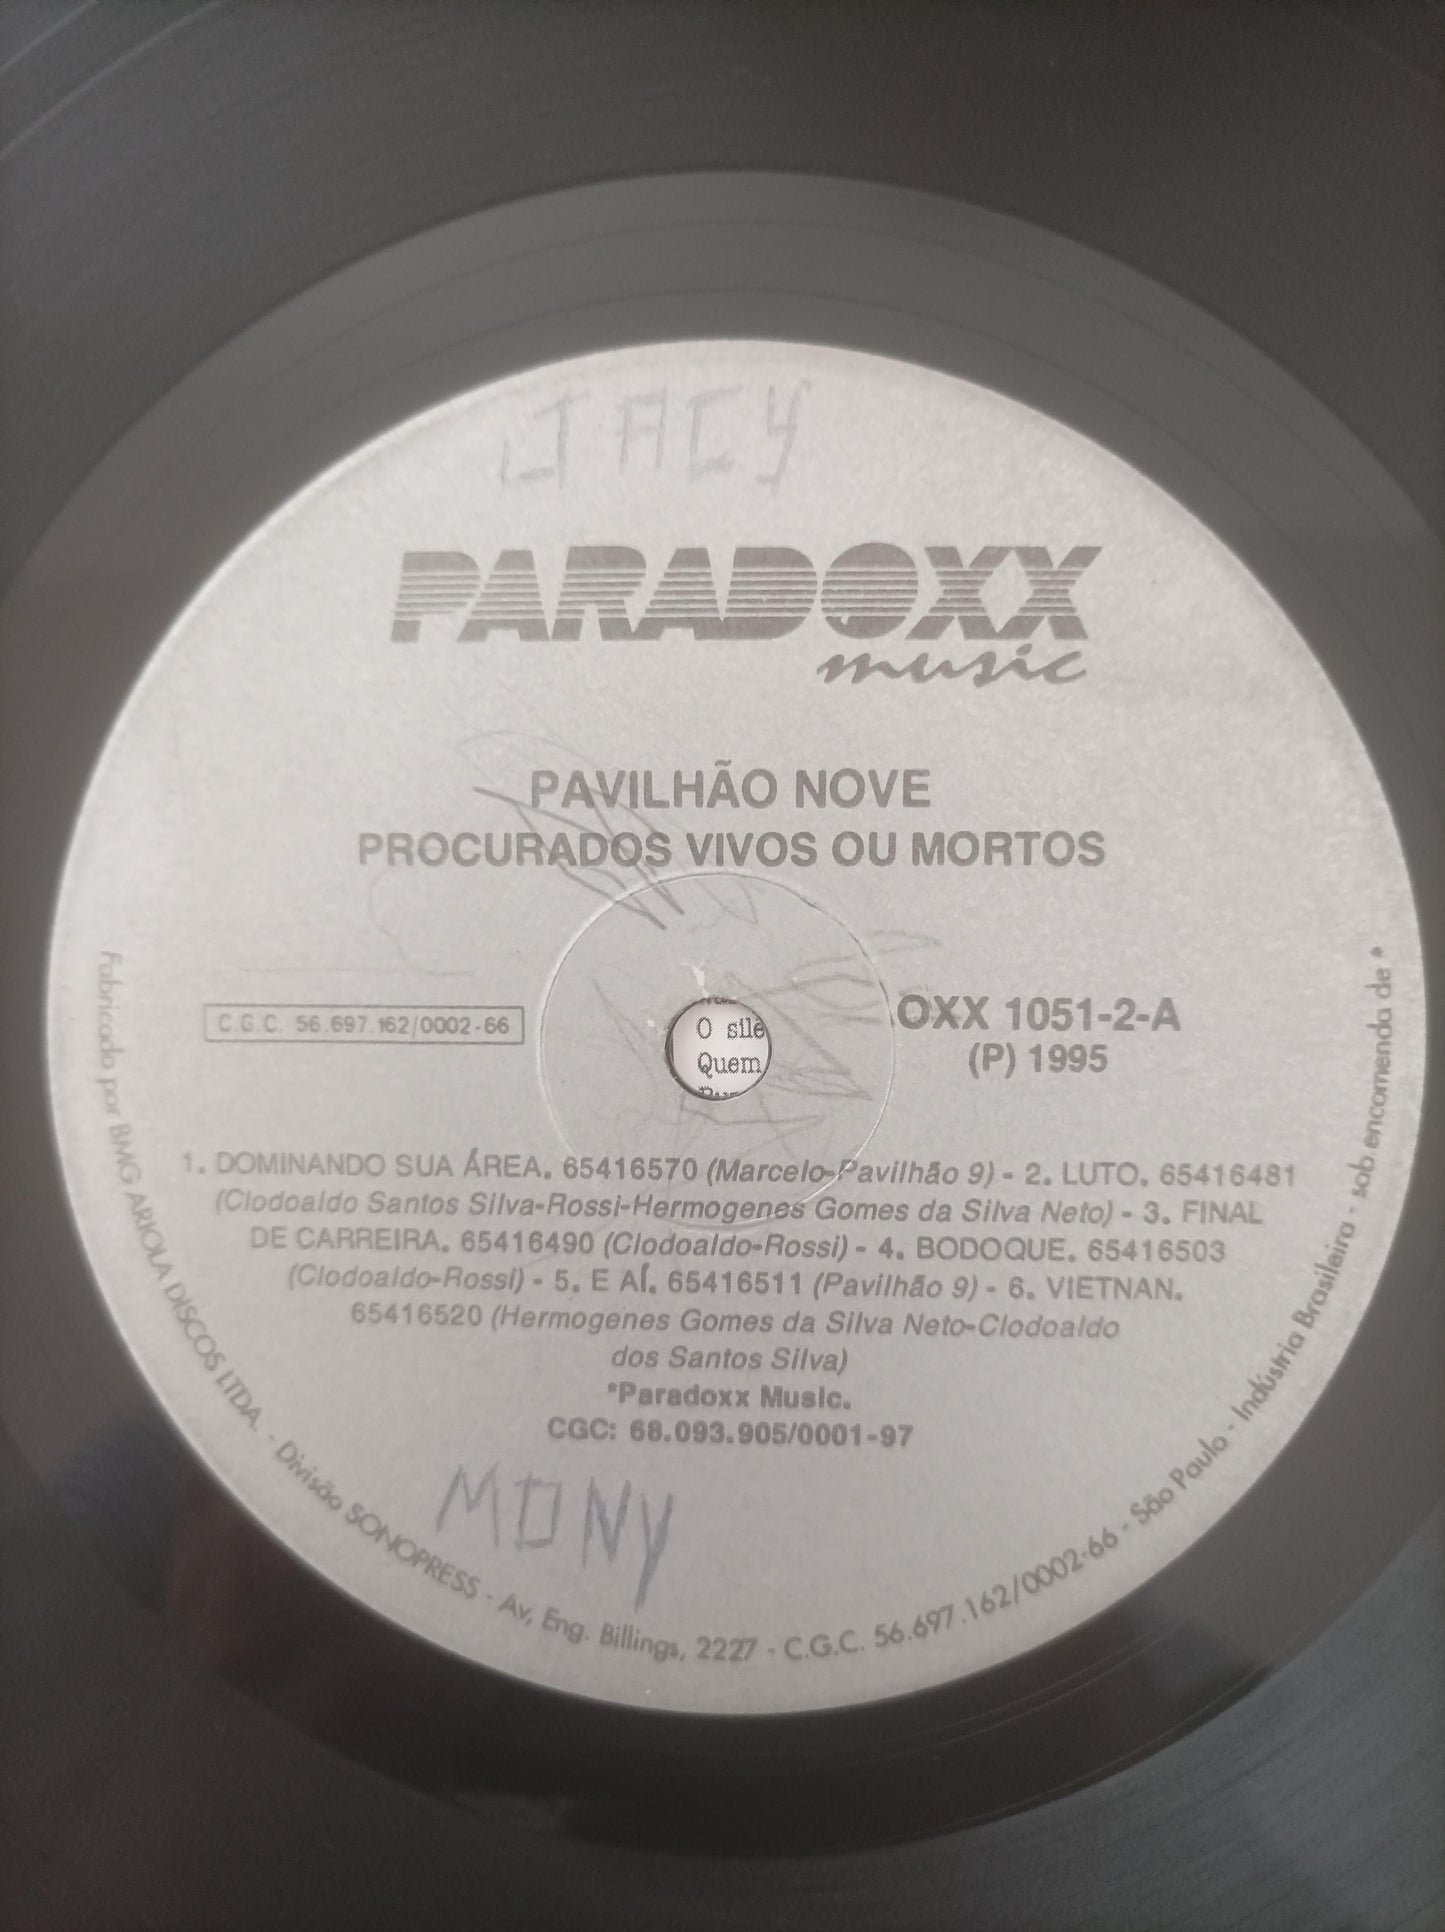 JACY
PARADOXX
music
PAVILHÃO NOVE
PROCURADOS VIVOS OU MORTOS
C.G.C. 56.697.162/0002-66
OXX 1051-2-A
(P) 1995
O silê
Quem
1. DOMINANDO SUA ÁREA. 65416570 (Marcelo-Pavilhão 9) - 2. LUTO. 65416481
(Clodoaldo Santos Silva-Rossi-Hermogenes Gomes da Silva Neto) - 3. FINAL
DE CARREIRA. 65416490 (Clodoaldo-Rossi) - 4. BODOQUE. 65416503
(Clodoaldo-Rossi) - 5. E AÍ. 65416511 (Pavilhão 9) - 6. VIETNAN.
65416520 (Hermogenes Gomes da Silva Neto-Clodoaldo
dos Santos Silva)
*Paradoxx Music.
CGC: 68.093.905/0001-97
MONY
Fabricado por BMG ARIOLA DISCOS LTDA. - Divisão SONOPRESS - Av. Eng. Billings, 2227 - C.G.C. 56.697.162/0002-66 - São Paulo - Indústria Brasileira - sob encomenda de *